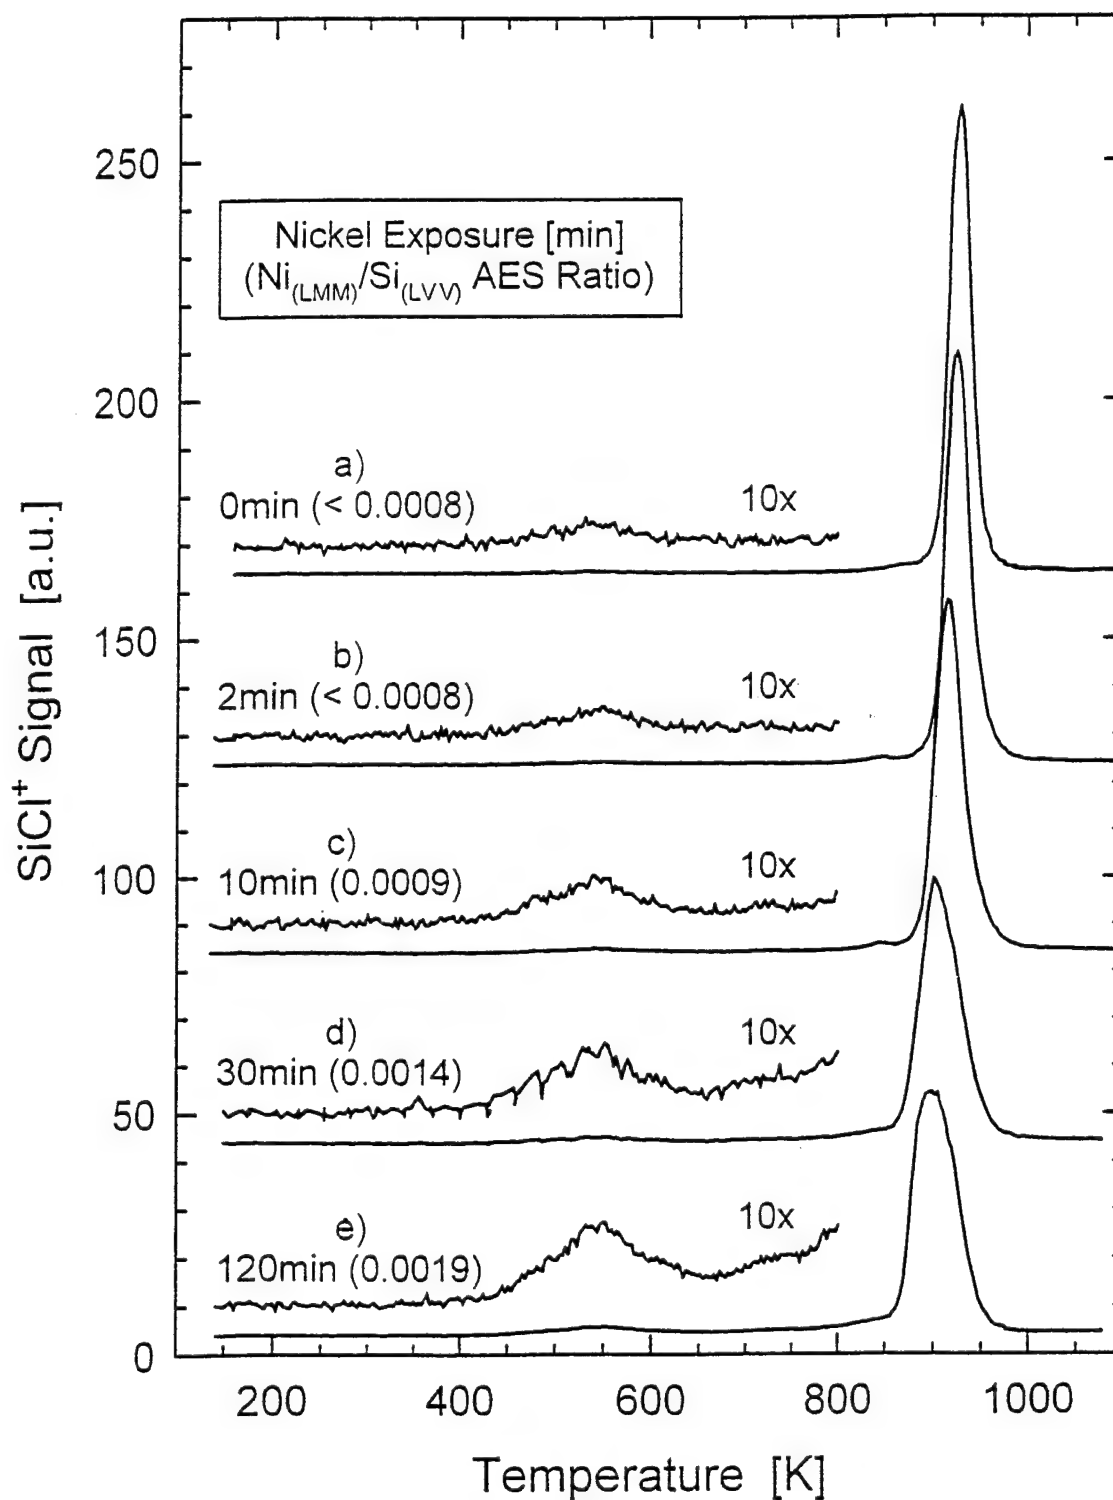 250
200
150
100
50
0
SiCl⁺ Signal [a.u.]
Nickel Exposure [min]
(Ni(LMM)/Si(LVV) AES Ratio)
a)
0min (< 0.0008)
10x
b)
2min (< 0.0008)
10x
c)
10min (0.0009)
10x
d)
30min (0.0014)
10x
e)
120min (0.0019)
10x
200 400 600 800 1000
Temperature [K]